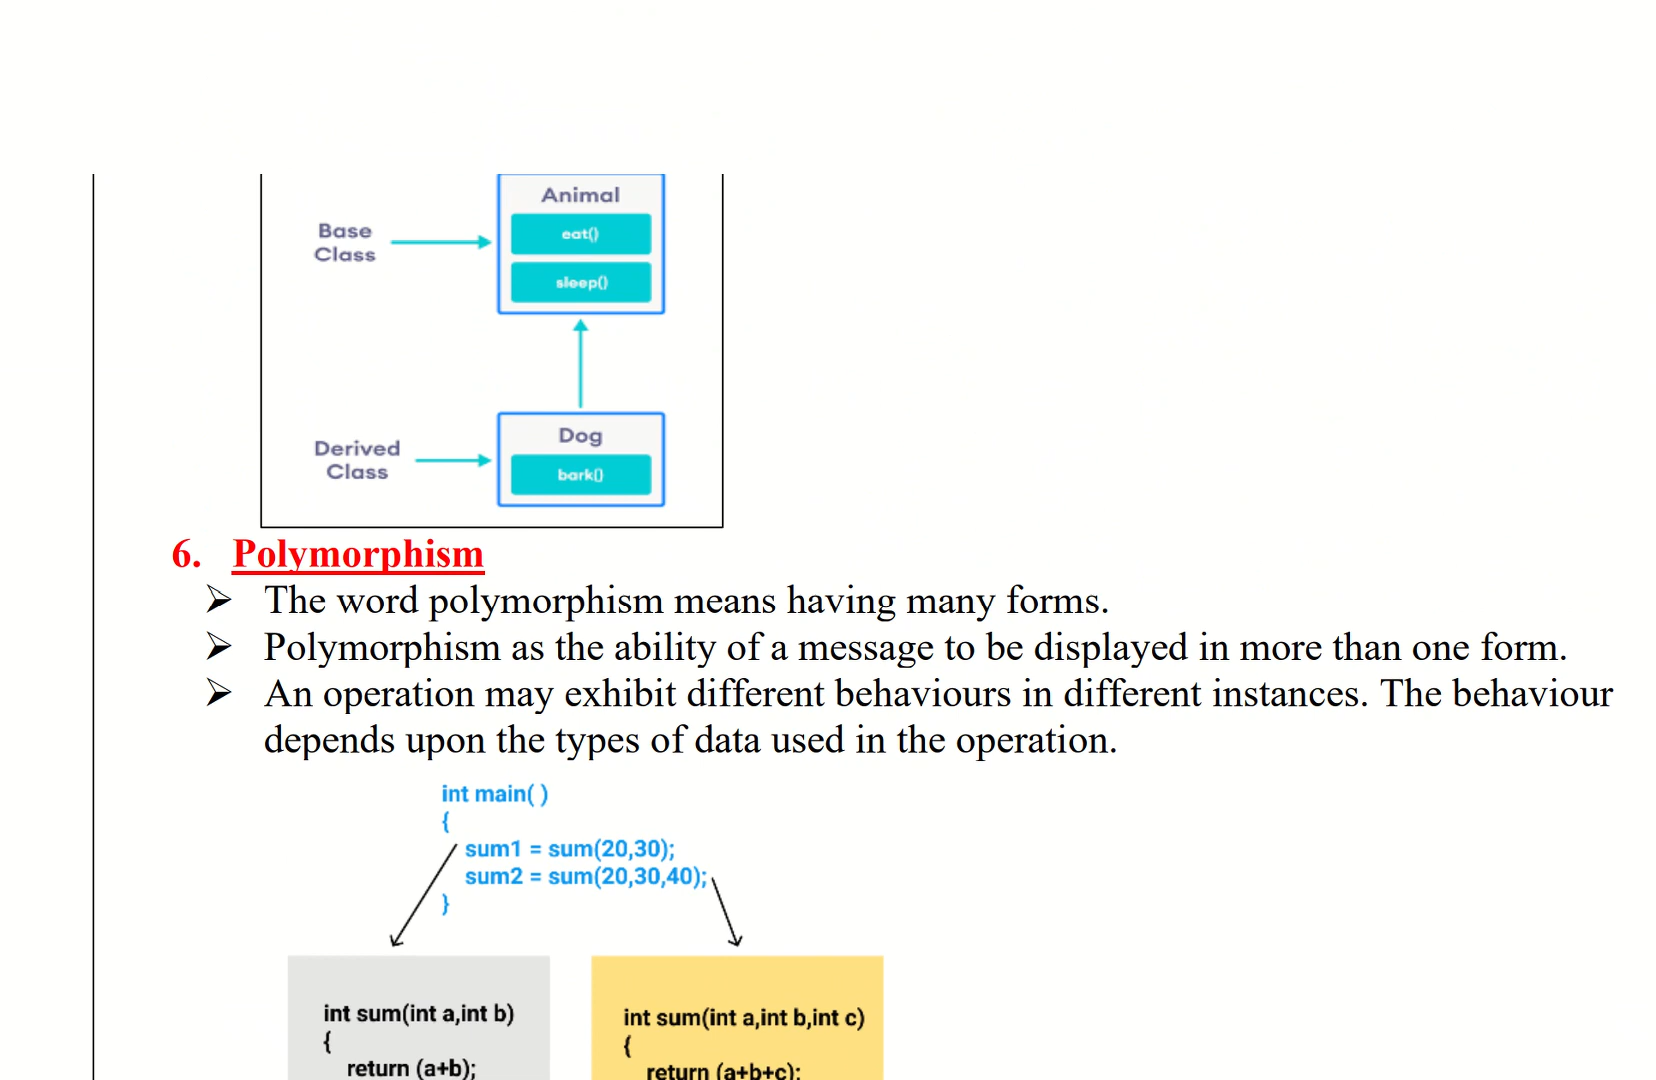 Animal
eat()
Base
Class
sleep()
Dog
Derived
Class
bark()
6. Polymorphism
➢ The word polymorphism means having many forms.
➢ Polymorphism as the ability of a message to be displayed in more than one form.
➢ An operation may exhibit different behaviours in different instances. The behaviour
depends upon the types of data used in the operation.
int main( )
{
sum1 = sum(20,30);
sum2 = sum(20,30,40);
}
int sum(int a,int b)
{
return (a+b);
int sum(int a,int b,int c)
{
return (a+b+c);